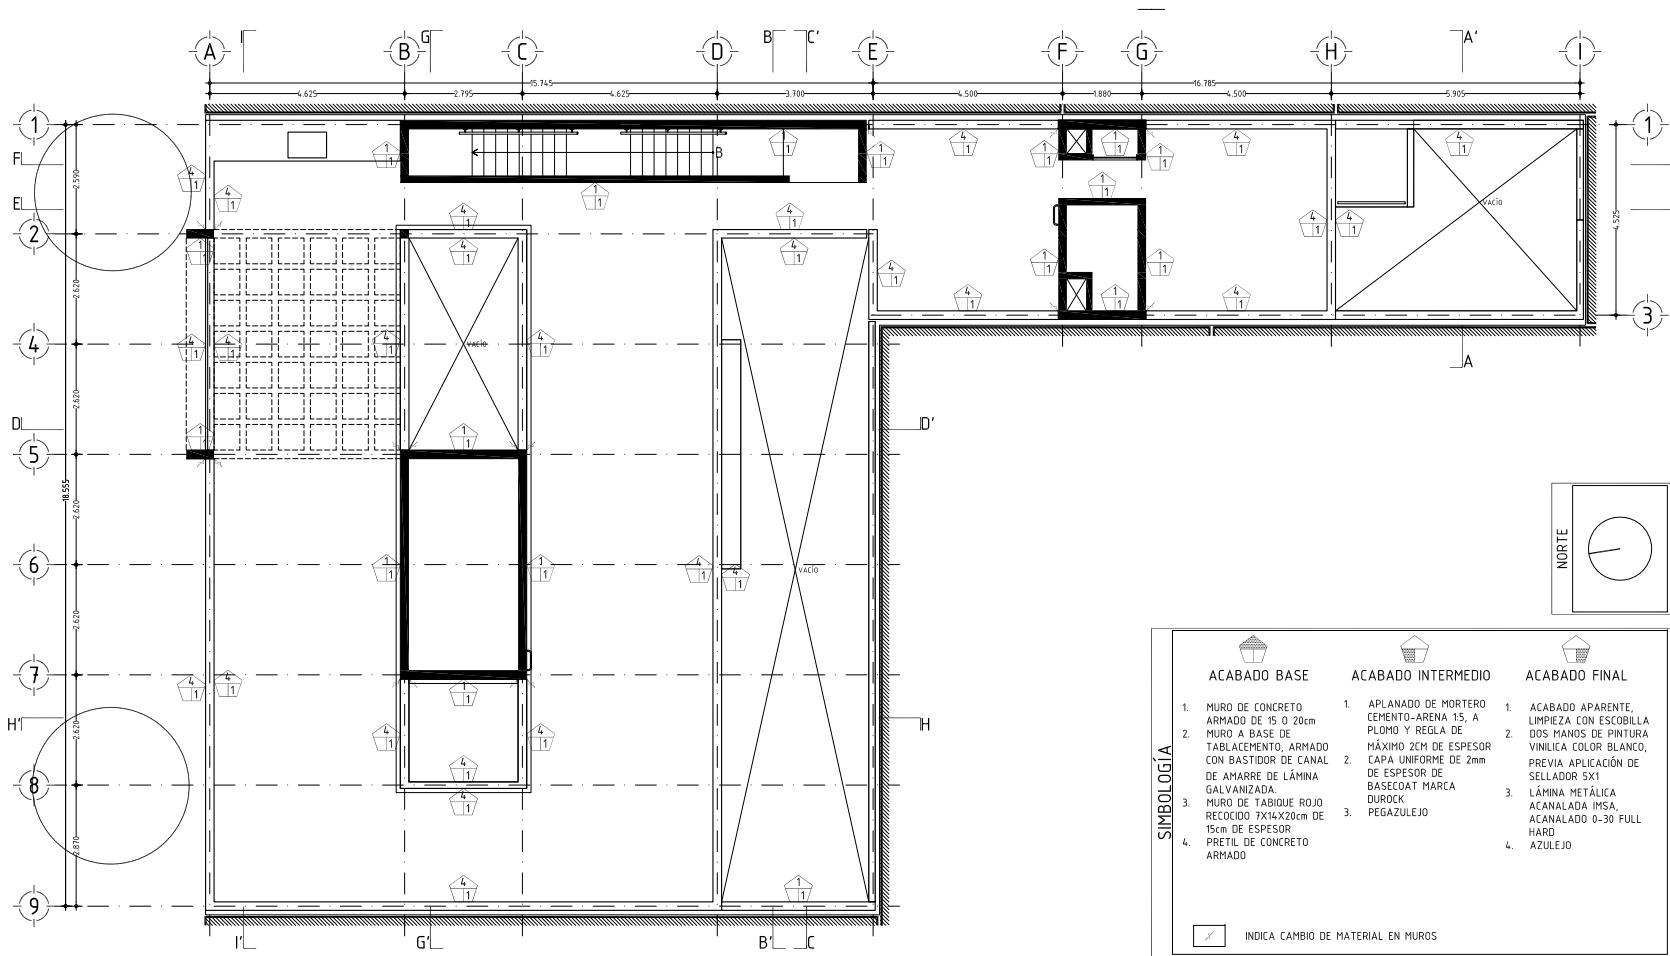 I G B C' A'
A B C D E F G H I
15.745 16.785
4.625 2.795 4.625 3.700 4.500 1.880 4.500 5.905
1 1
F
E
2
4
D D'
5
6
7
H' H
8
9
3
A
2.590
2.620
2.620
2.620
2.620
2.620
2.870
18.555
4.525
B
VACÍO
VACÍO
VACÍO
4 1
1 1
I' G' B' C
NORTE
SIMBOLOGÍA
ACABADO BASE
1. MURO DE CONCRETO
ARMADO DE 15 O 20cm
2. MURO A BASE DE
TABLACEMENTO, ARMADO
CON BASTIDOR DE CANAL
DE AMARRE DE LÁMINA
GALVANIZADA.
3. MURO DE TABIQUE ROJO
RECOCIDO 7X14X20cm DE
15cm DE ESPESOR
4. PRETIL DE CONCRETO
ARMADO
ACABADO INTERMEDIO
1. APLANADO DE MORTERO
CEMENTO-ARENA 1:5, A
PLOMO Y REGLA DE
MÁXIMO 2CM DE ESPESOR
2. CAPA UNIFORME DE 2mm
DE ESPESOR DE
BASECOAT MARCA
DUROCK
3. PEGAZULEJO
ACABADO FINAL
1. ACABADO APARENTE,
LIMPIEZA CON ESCOBILLA
2. DOS MANOS DE PINTURA
VINILICA COLOR BLANCO,
PREVIA APLICACIÓN DE
SELLADOR 5X1
3. LÁMINA METÁLICA
ACANALADA IMSA,
ACANALADO 0-30 FULL
HARD
4. AZULEJO
INDICA CAMBIO DE MATERIAL EN MUROS